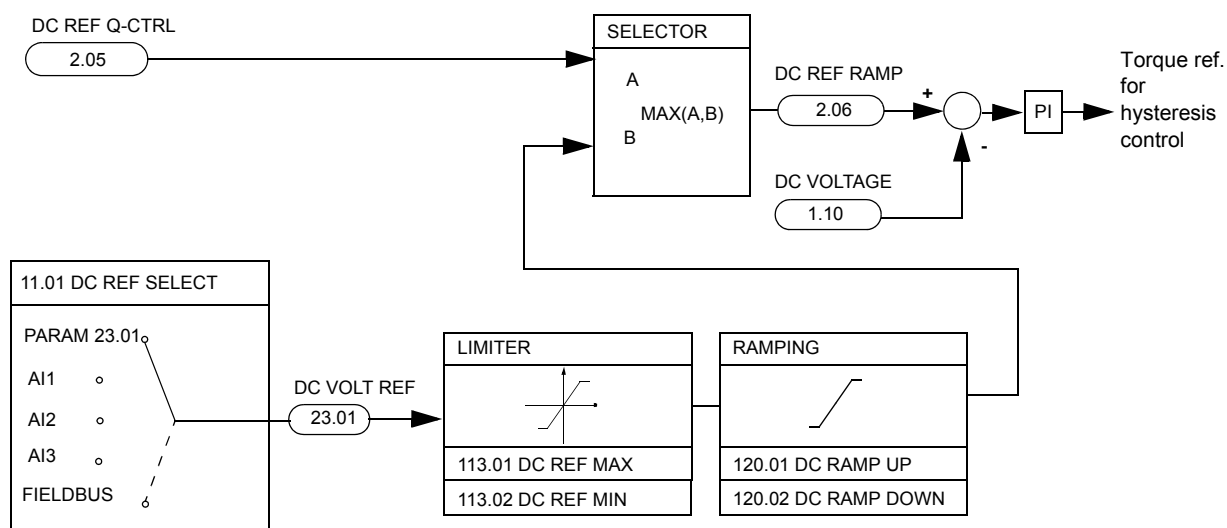 DC REF Q-CTRL
2.05
SELECTOR
A
MAX(A,B)
B
DC REF RAMP
2.06
+
-
PI
Torque ref.
for
hysteresis
control
DC VOLTAGE
1.10
11.01 DC REF SELECT
PARAM 23.01
AI1
AI2
AI3
FIELDBUS
DC VOLT REF
23.01
LIMITER
113.01 DC REF MAX
113.02 DC REF MIN
RAMPING
120.01 DC RAMP UP
120.02 DC RAMP DOWN